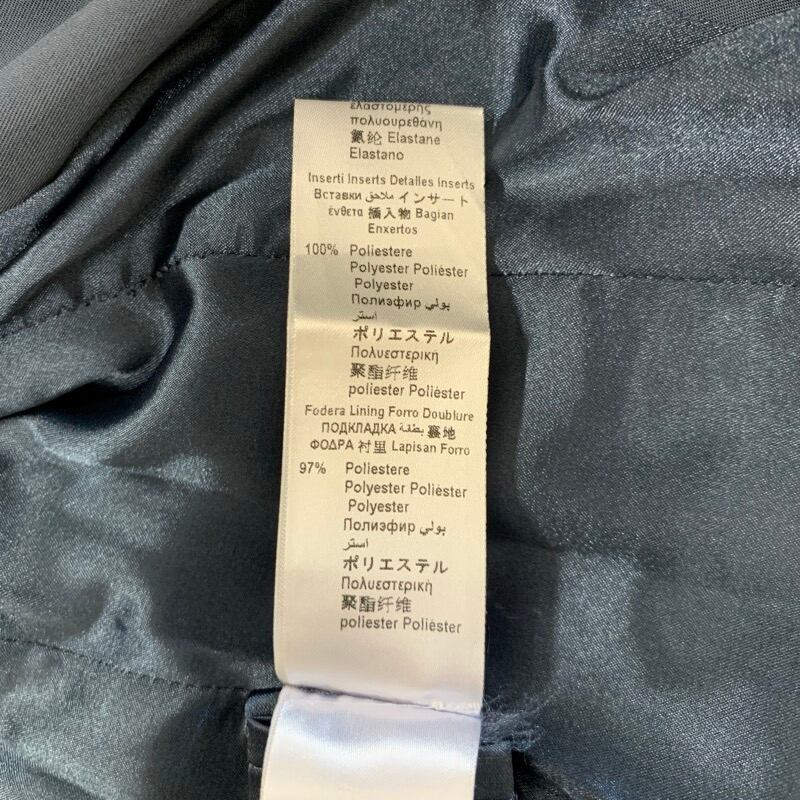 ελαστομερής
πολυουρεθάνη
氨纶 Elastane
Elastano
Inserti Inserts Detalles Inserts
Вставки ملاحق インサート
ένθετα 插入物 Bagian
Enxertos
100% Poliestere
Polyester Poliéster
Polyester
Полиэфир بولي
استر
ポリエステル
Πολυεστερική
聚酯纤维
poliester Poliéster
Fodera Lining Forro Doublure
ПОДКЛАДКА بطانة 裏地
ΦΟΔΡΑ 衬里 Lapisan Forro
97% Poliestere
Polyester Poliéster
Polyester
Полиэфир بولي
استر
ポリエステル
Πολυεστερική
聚酯纤维
poliester Poliéster